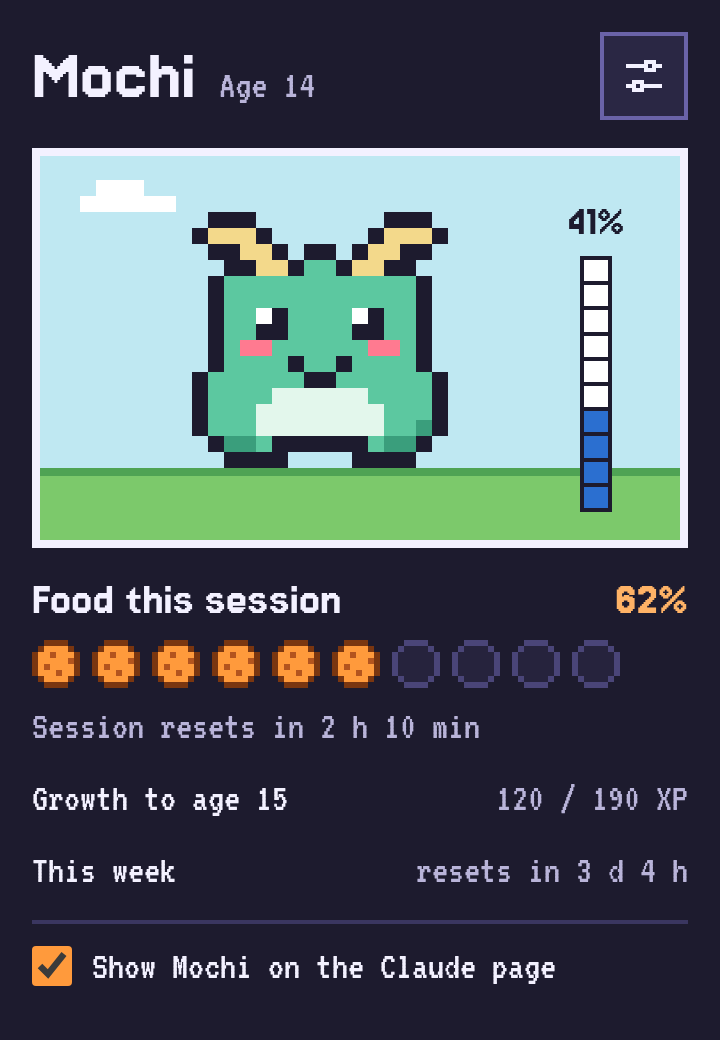 Mochi Age 14
41%
Food this session 62%
Session resets in 2 h 10 min
Growth to age 15 120 / 190 XP
This week resets in 3 d 4 h
Show Mochi on the Claude page